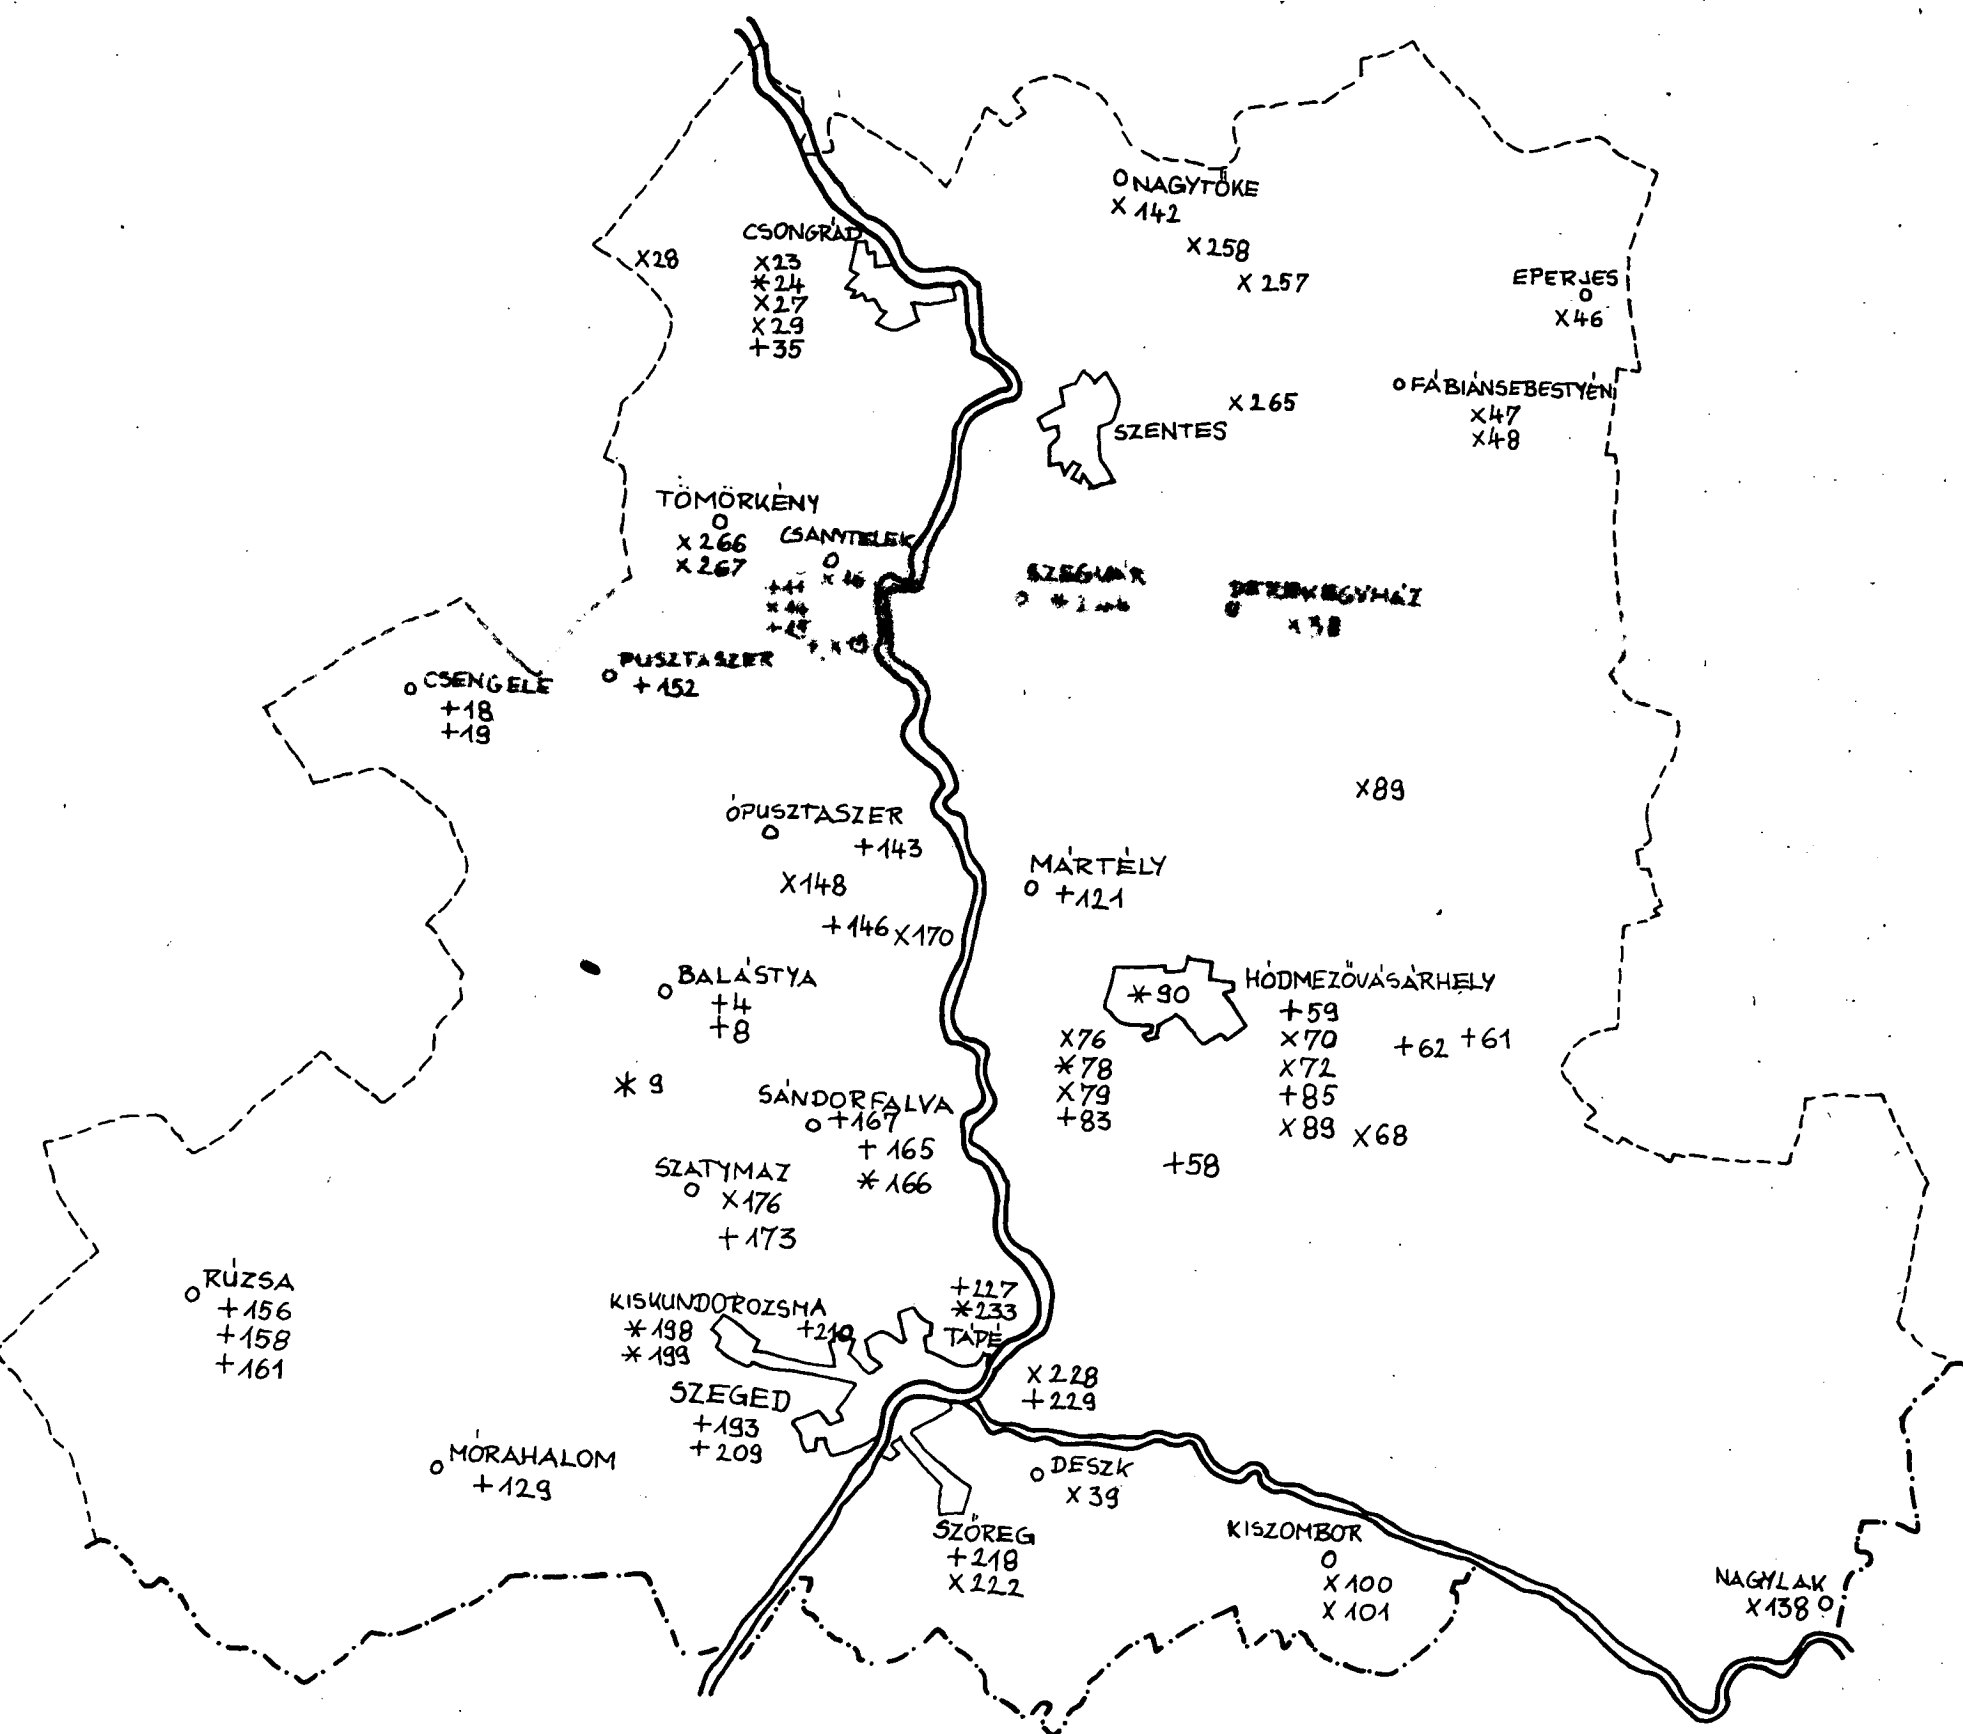 NAGYTŐKE
X 142
X 258
X 257
CSONGRÁD
X 23
* 24
X 27
X 29
+ 35
X 28
EPERJES
X 46
FÁBIÁNSEBESTYÉN
X 47
X 48
X 265
SZENTES
TÖMÖRKÉNY
X 266
X 267
CSANYTELEK
SZEGVÁR
DEREKEGYHÁZ
PUSZTASZER
+ 152
CSENGELE
+ 18
+ 19
X 89
ÓPUSZTASZER
+ 143
X 148
+ 146 X 170
MÁRTÉLY
+ 121
BALÁSTYA
+ 4
+ 8
* 9
* 90
HÓDMEZŐVÁSÁRHELY
+ 59
X 70
X 72
+ 85
X 89
X 68
+ 62
+ 61
X 76
* 78
X 79
+ 83
+ 58
SÁNDORFALVA
+ 167
+ 165
* 166
SZATYMAZ
X 176
+ 173
RÚZSA
+ 156
+ 158
+ 161
KISKUNDOROZSMA
* 198
* 199
+ 210
+ 227
* 233
TÁPÉ
X 228
+ 229
SZEGED
+ 193
+ 209
MÓRAHALOM
+ 129
DESZK
X 39
SZŐREG
+ 218
X 222
KISZOMBOR
X 100
X 101
NAGYLAK
X 138